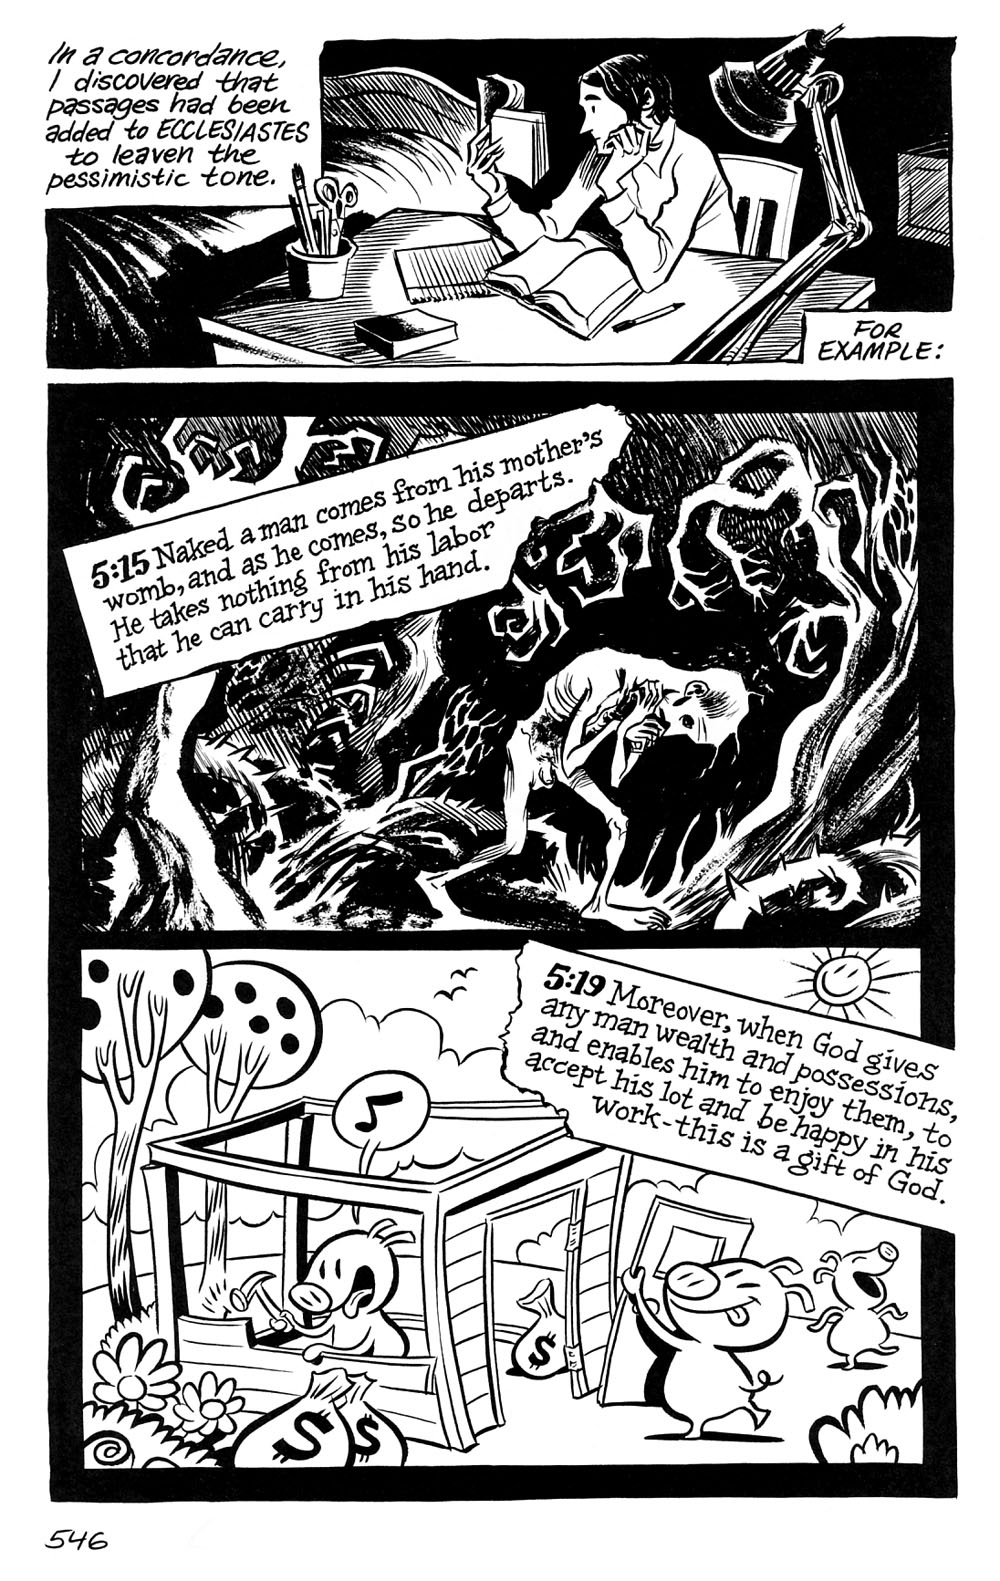 In a concordance,
I discovered that
passages had been
added to ECCLESIASTES
to leaven the
pessimistic tone.
FOR
EXAMPLE:
5:15 Naked a man comes from his mother's
womb, and as he comes, so he departs.
He takes nothing from his labor
that he can carry in his hand.
5:19 Moreover, when God gives
any man wealth and possessions,
and enables him to enjoy them, to
accept his lot and be happy in his
work-this is a gift of God.
$
$
$
546